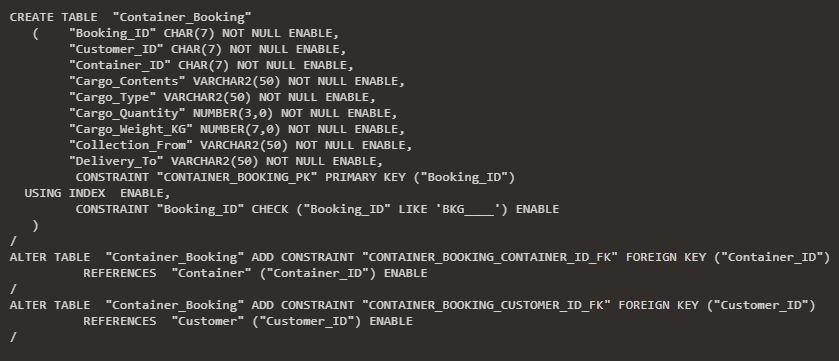 CREATE TABLE  "Container_Booking"
   (    "Booking_ID" CHAR(7) NOT NULL ENABLE,
        "Customer_ID" CHAR(7) NOT NULL ENABLE,
        "Container_ID" CHAR(7) NOT NULL ENABLE,
        "Cargo_Contents" VARCHAR2(50) NOT NULL ENABLE,
        "Cargo_Type" VARCHAR2(50) NOT NULL ENABLE,
        "Cargo_Quantity" NUMBER(3,0) NOT NULL ENABLE,
        "Cargo_Weight_KG" NUMBER(7,0) NOT NULL ENABLE,
        "Collection_From" VARCHAR2(50) NOT NULL ENABLE,
        "Delivery_To" VARCHAR2(50) NOT NULL ENABLE,
         CONSTRAINT "CONTAINER_BOOKING_PK" PRIMARY KEY ("Booking_ID")
  USING INDEX  ENABLE,
         CONSTRAINT "Booking_ID" CHECK ("Booking_ID" LIKE 'BKG____') ENABLE
   )
/
ALTER TABLE  "Container_Booking" ADD CONSTRAINT "CONTAINER_BOOKING_CONTAINER_ID_FK" FOREIGN KEY ("Container_ID")
          REFERENCES  "Container" ("Container_ID") ENABLE
/
ALTER TABLE  "Container_Booking" ADD CONSTRAINT "CONTAINER_BOOKING_CUSTOMER_ID_FK" FOREIGN KEY ("Customer_ID")
          REFERENCES  "Customer" ("Customer_ID") ENABLE
/